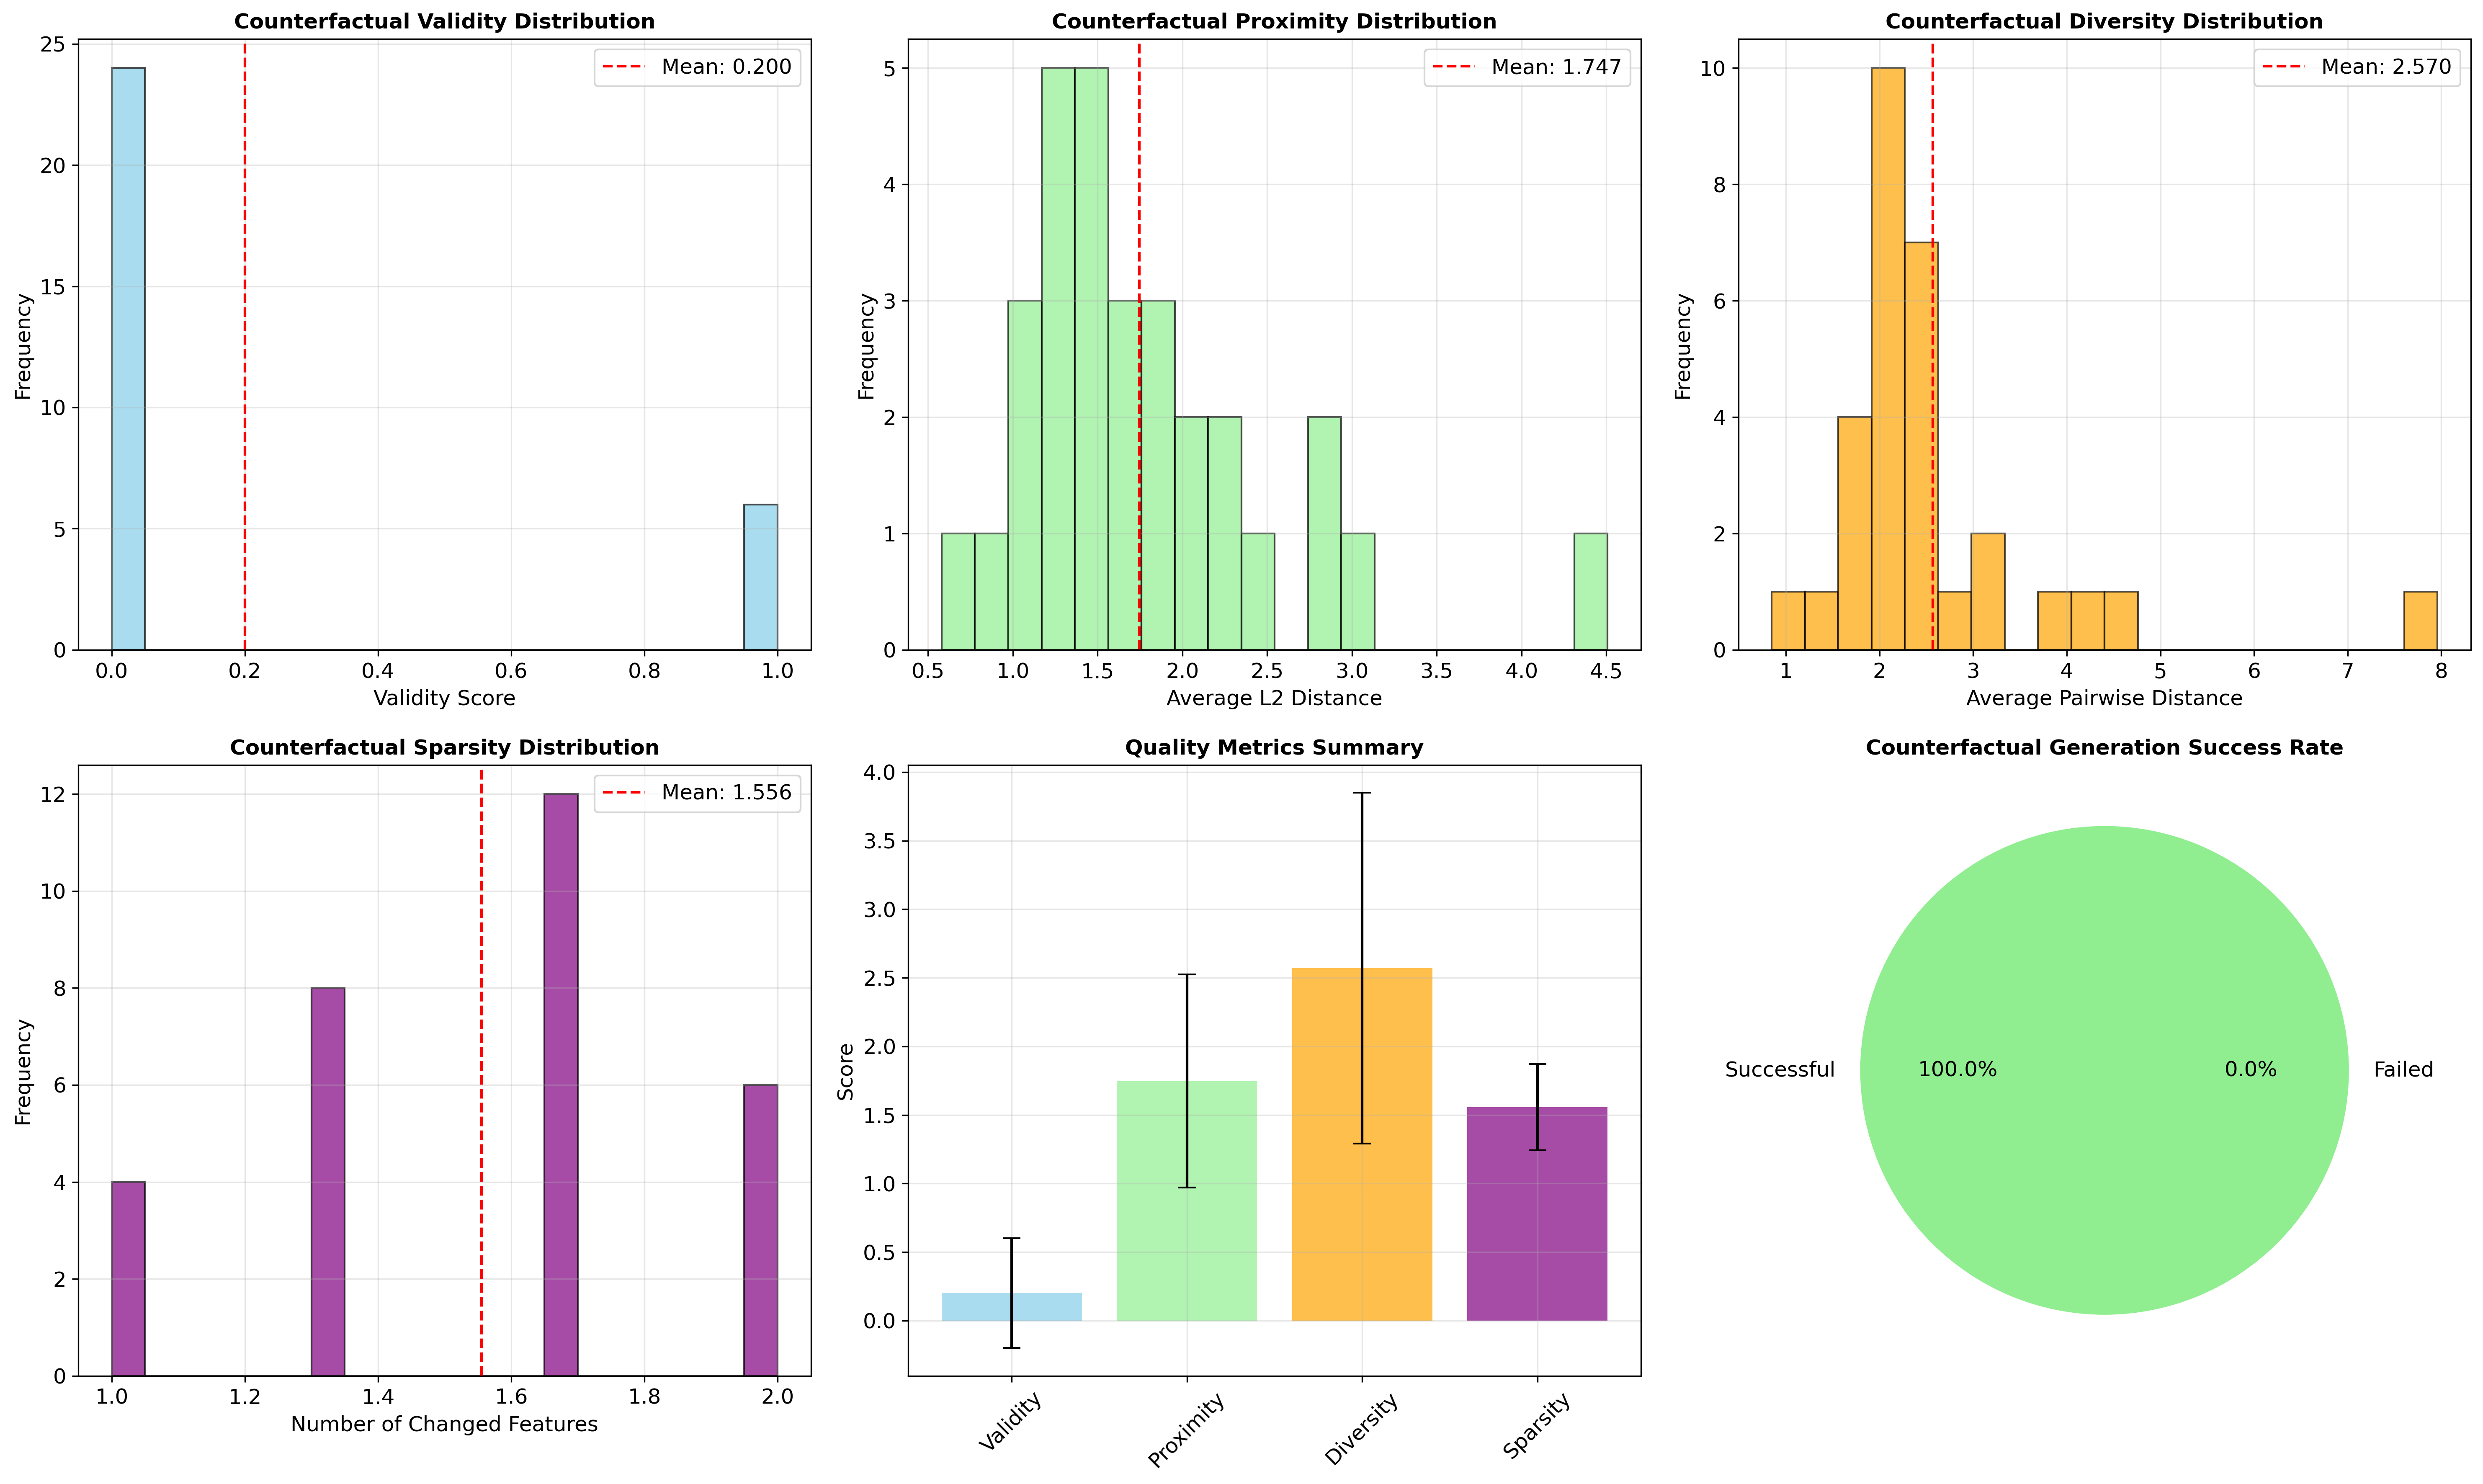 Counterfactual Validity Distribution
Mean: 0.200
Frequency
25
20
15
10
5
0
0.0 0.2 0.4 0.6 0.8 1.0
Validity Score
Counterfactual Proximity Distribution
Mean: 1.747
Frequency
5
4
3
2
1
0
0.5 1.0 1.5 2.0 2.5 3.0 3.5 4.0 4.5
Average L2 Distance
Counterfactual Diversity Distribution
Mean: 2.570
Frequency
10
8
6
4
2
0
1 2 3 4 5 6 7 8
Average Pairwise Distance
Counterfactual Sparsity Distribution
Mean: 1.556
Frequency
12
10
8
6
4
2
0
1.0 1.2 1.4 1.6 1.8 2.0
Number of Changed Features
Quality Metrics Summary
Score
4.0
3.5
3.0
2.5
2.0
1.5
1.0
0.5
0.0
Validity Proximity Diversity Sparsity
Counterfactual Generation Success Rate
Successful 100.0% 0.0% Failed